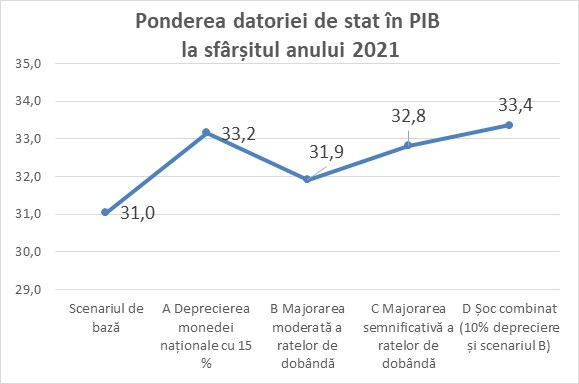 Ponderea datoriei de stat în PIB
la sfârșitul anului 2021
35,0
34,0
33,0
32,0
31,0
30,0
29,0
31,0
33,2
31,9
32,8
33,4
Scenariul de
bază
A Deprecierea
monedei
naționale cu 15
%
B Majorarea
moderată a
ratelor de
dobândă
C Majorarea
semnificativă a
ratelor de
dobândă
D Șoc combinat
(10% depreciere
și scenariul B)